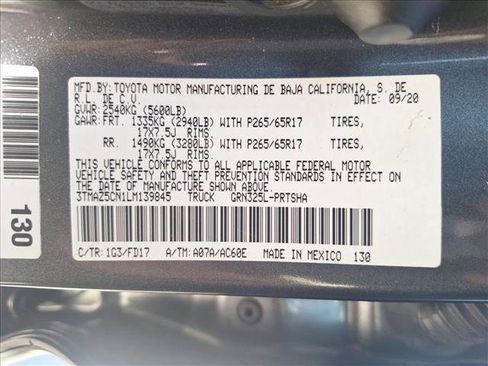 MFD.BY: TOYOTA MOTOR MANUFACTURING DE BAJA CALIFORNIA, S. DE
R.L. DE C.V. DATE: 09/20
GVWR: 2540KG (5600LB)
GAWR: FRT. 1335KG (2940LB) WITH P265/65R17 TIRES,
17X7.5J RIMS.
RR. 1490KG (3280LB) WITH P265/65R17 TIRES,
17X7.5J RIMS.
THIS VEHICLE CONFORMS TO ALL APPLICABLE FEDERAL MOTOR
VEHICLE SAFETY AND THEFT PREVENTION STANDARDS IN EFFECT
ON THE DATE OF MANUFACTURE SHOWN ABOVE.
3TMAZ5CN1LM139845 TRUCK GRN325L-PRTSHA
C/TR: 1G3/FD17 A/TM: A07A/AC60E MADE IN MEXICO 130
130